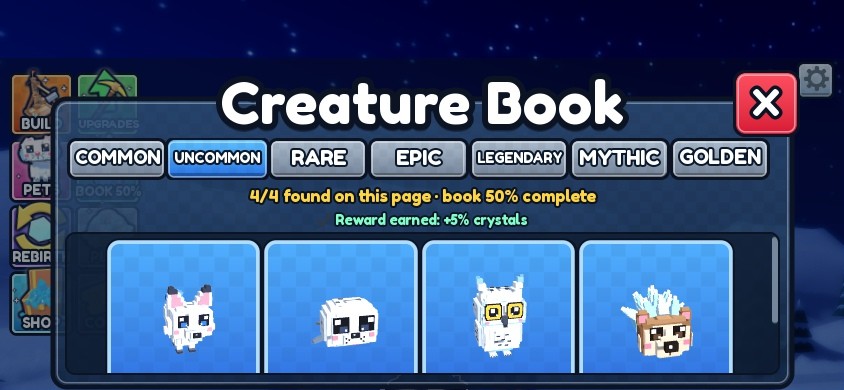 Creature Book
COMMON UNCOMMON RARE EPIC LEGENDARY MYTHIC GOLDEN
4/4 found on this page · book 50% complete
Reward earned: +5% crystals
BUIL
UPGRADES
PET
BOOK 50%
REBIR
SHO